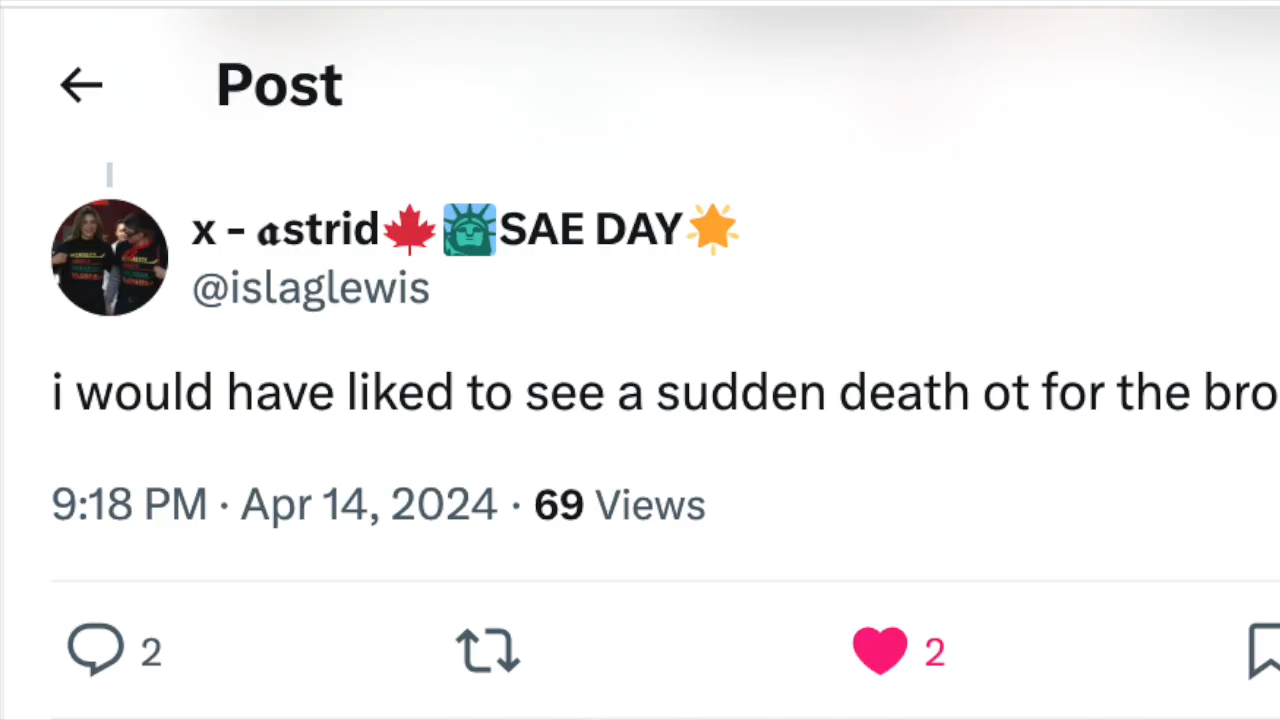 Post
x - 𝖆strid🍁🗽SAE DAY🌟
@islaglewis
i would have liked to see a sudden death ot for the bro
9:18 PM · Apr 14, 2024 · 69 Views
2
2